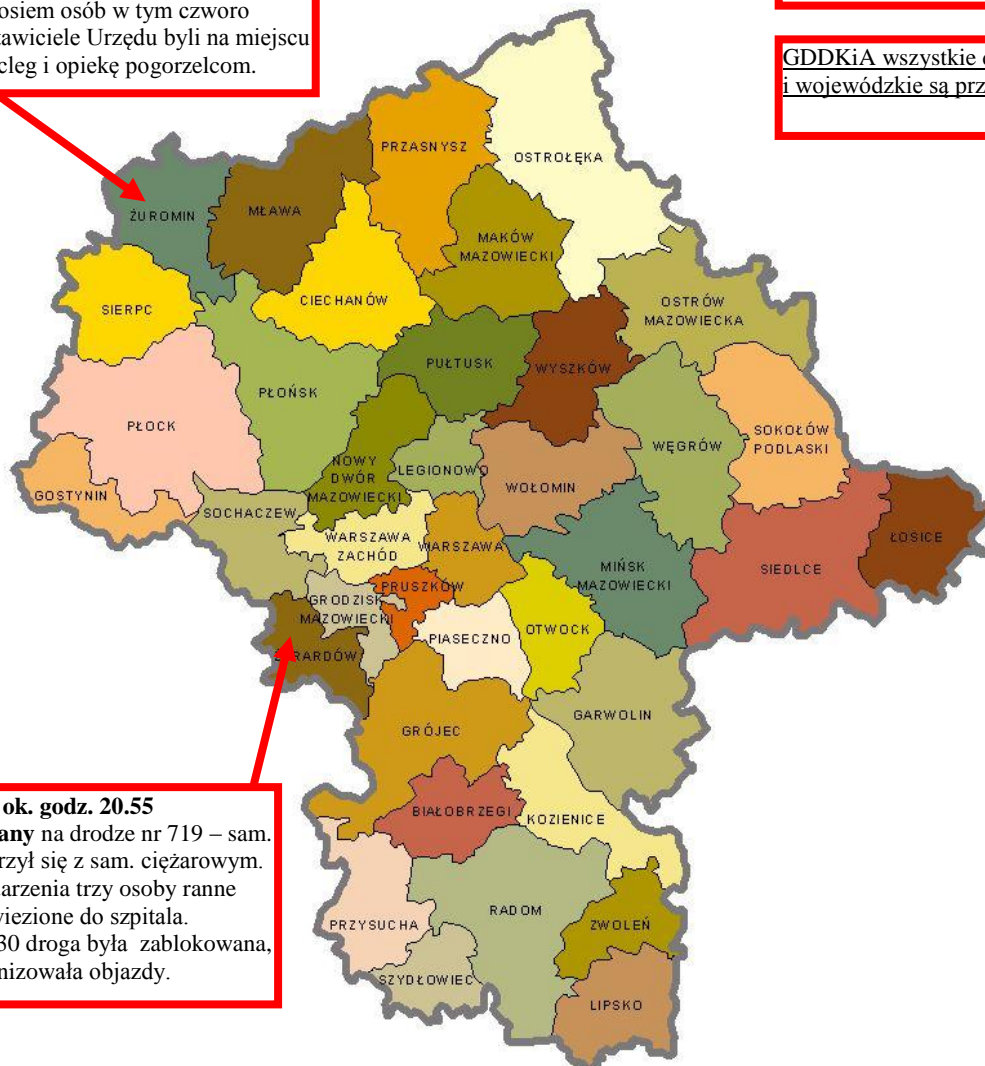 osiem osób w tym czworo
tawiciele Urzędu byli na miejscu
cleg i opiekę pogorzelcom.
GDDKiA wszystkie
i wojewódzkie są prz
PRZASNYSZ
OSTROŁĘKA
ŻUROMIN
MŁAWA
MAKÓW
MAZOWIECKI
SIERPC
CIECHANÓW
OSTRÓW
MAZOWIECKA
PUŁTUSK
WYSZKÓW
PŁOŃSK
PŁOCK
WĘGRÓW
SOKOŁÓW
PODLASKI
NOWY
DWÓR
MAZOWIECKI
LEGIONOWO
WOŁOMIN
GOSTYNIN
SOCHACZEW
WARSZAWA
ZACHÓD
WARSZAWA
MIŃSK
MAZOWIECKI
SIEDLCE
ŁOSICE
PRUSZKÓW
GRODZISK
MAZOWIECKI
PIASECZNO
OTWOCK
RARDÓW
GARWOLIN
GRÓJEC
BIAŁOBRZEGI
KOZIENICE
ok. godz. 20.55
any na drodze nr 719 – sam.
rzył się z sam. ciężarowym.
darzenia trzy osoby ranne
wiezione do szpitala.
30 droga była zablokowana,
nizowała objazdy.
PRZYSUCHA
RADOM
ZWOLEŃ
SZYDŁOWIEC
LIPSKO